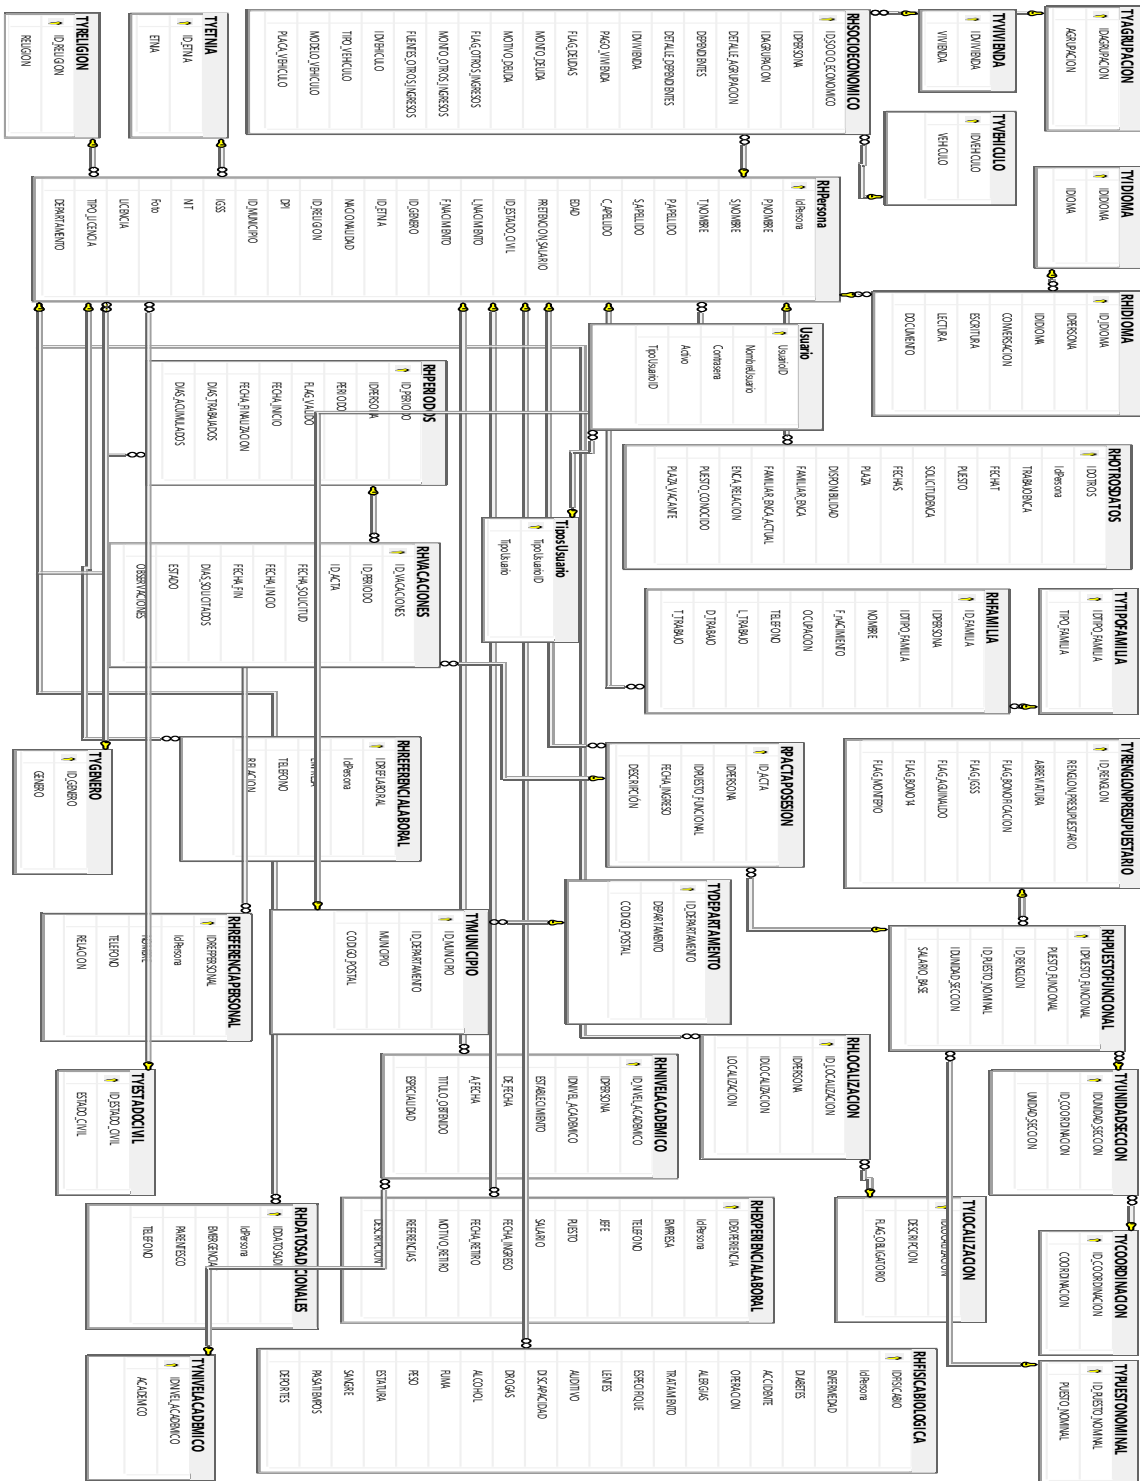 TYAGRUPACION
IDAGRUPACION
AGRUPACION
TYVIVIENDA
IDVIVIENDA
VIVIENDA
RHSOCIOECONOMICO
ID_SOCIO_ECONOMICO
IDPERSONA
IDAGRUPACION
DETALLE_AGRUPACION
DEPENDIENTES
DETALLE_DEPENDIENTES
IDVIVIENDA
PAGO_VIVIENDA
FLAG_DEUDAS
MONTO_DEUDA
MOTIVO_DEUDA
FLAG_OTROS_INGRESOS
MONTO_OTROS_INGRESOS
FUENTES_OTROS_INGRESOS
IDVEHICULO
TIPO_VEHICULO
MODELO_VEHICULO
PLACA_VEHICULO
TYETNIA
ID_ETNIA
ETNIA
TYRELIGION
ID_RELIGION
RELIGION
TYVEHICULO
IDVEHICULO
VEHICULO
TYIDIOMA
IDIDIOMA
IDIOMA
RHPersona
IdPersona
P_NOMBRE
S_NOMBRE
T_NOMBRE
P_APELLIDO
S_APELLIDO
C_APELLIDO
EDAD
PRETENCION_SALARIO
ID_ESTADO_CIVIL
L_NACIMIENTO
F_NACIMIENTO
ID_GENERO
ID_ETNIA
NACIONALIDAD
ID_RELIGION
DPI
ID_MUNICIPIO
IGSS
NIT
Foto
LICENCIA
TIPO_LICENCIA
DEPARTAMENTO
RHIDIOMA
ID_IDIOMA
IDPERSONA
IDIDIOMA
CONVERSACION
ESCRITURA
LECTURA
DOCUMENTO
Usuario
UsuarioID
NombreUsuario
Contrasena
Activo
TipoUsuarioID
RHPERIODOS
ID_PERIODO
IDPERSONA
PERIODO
FLAG_VALIDO
FECHA_INICIO
FECHA_FINALIZACION
DIAS_TRABAJADOS
DIAS_ACUMULADOS
RHOTROSDATOS
IDOTROS
IdPersona
TRABAJOENCA
FECHAT
PUESTO
SOLICITUDENCA
FECHAS
PLAZA
DISPONIBILIDAD
FAMILIAR_ENCA
FAMILIAR_ENCA_ACTUAL
ENCA_RELACION
PUESTO_CONOCIDO
PLAZA_VACANTE
TiposUsuario
TipoUsuarioID
TipoUsuario
RHVACACIONES
ID_VACACIONES
ID_PERIODO
ID_ACTA
FECHA_SOLICITUD
FECHA_INICIO
FECHA_FIN
DIAS_SOLICITADOS
ESTADO
OBSERVACIONES
TYTIPOFAMILIA
IDTIPO_FAMILIA
TIPO_FAMILIA
RHFAMILIA
ID_FAMILIA
IDPERSONA
IDTIPO_FAMILIA
NOMBRE
F_NACIMIENTO
OCUPACION
TELEFONO
L_TRABAJO
D_TRABAJO
T_TRABAJO
TYRENGLONPRESUPUESTARIO
ID_RENGLON
RENGLON_PRESUPUESTARIO
ABREVIATURA
FLAG_BONIFICACION
FLAG_IGSS
FLAG_AGUINALDO
FLAG_BONO14
FLAG_MONTEPIO
RPACTAPOSESION
ID_ACTA
IDPERSONA
IDPUESTO_FUNCIONAL
FECHA_INGRESO
DESCRIPCIÓN
RHREFERENCIALABORAL
IDREFLABORAL
IdPersona
TELEFONO
RELACION
TYGENERO
ID_GENERO
GENERO
TYDEPARTAMENTO
ID_DEPARTAMENTO
DEPARTAMENTO
CODIGO_POSTAL
TYMUNICIPIO
ID_MUNICIPIO
ID_DEPARTAMENTO
MUNICIPIO
CODIGO_POSTAL
RHREFERENCIAPERSONAL
IDREFPERSONAL
IdPersona
TELEFONO
RELACION
RHPUESTOFUNCIONAL
IDPUESTO_FUNCIONAL
PUESTO_FUNCIONAL
ID_RENGLON
ID_PUESTO_NOMINAL
IDUNIDAD_SECCION
SALARIO_BASE
RHLOCALIZACION
ID_LOCALIZACION
IDPERSONA
IDLOCALIZACION
LOCALIZACION
RHNIVELACADEMICO
ID_NIVEL_ACADEMICO
IDPERSONA
IDNIVEL_ACADEMICO
ESTABLECIMIENTO
DE_FECHA
A_FECHA
TITULO_OBTENIDO
ESPECIALIDAD
TYESTADOCIVIL
ID_ESTADO_CIVIL
ESTADO_CIVIL
TYUNIDADSECCION
IDUNIDAD_SECCION
ID_COORDINACION
UNIDAD_SECCION
TYLOCALIZACION
IDLOCALIZACION
DESCRIPCION
FLAG_OBLIGATORIO
RHEXPERIENCIALABORAL
IDEXPERIENCIA
IdPersona
EMPRESA
TELEFONO
JEFE
PUESTO
SALARIO
FECHA_INGRESO
FECHA_RETIRO
MOTIVO_RETIRO
REFERENCIAS
DESCRIPCION
RHDATOSADICIONALES
IDDATOSADI
IdPersona
EMERGENCIA
PARENTESCO
TELEFONO
TYCOORDINACION
ID_COORDINACION
COORDINACION
TYPUESTONOMINAL
ID_PUESTO_NOMINAL
PUESTO_NOMINAL
RHFISICABIOLOGICA
IDFISICABIO
IdPersona
ENFERMEDAD
DIABETES
ACCIDENTE
OPERACION
ALERGIAS
TRATAMIENTO
ESPECIFIQUE
LENTES
AUDITIVO
DISCAPACIDAD
DROGAS
ALCOHOL
FUMA
PESO
ESTATURA
SANGRE
PASATIEMPOS
DEPORTES
TYNIVELACADEMICO
IDNIVEL_ACADEMICO
ACADEMICO